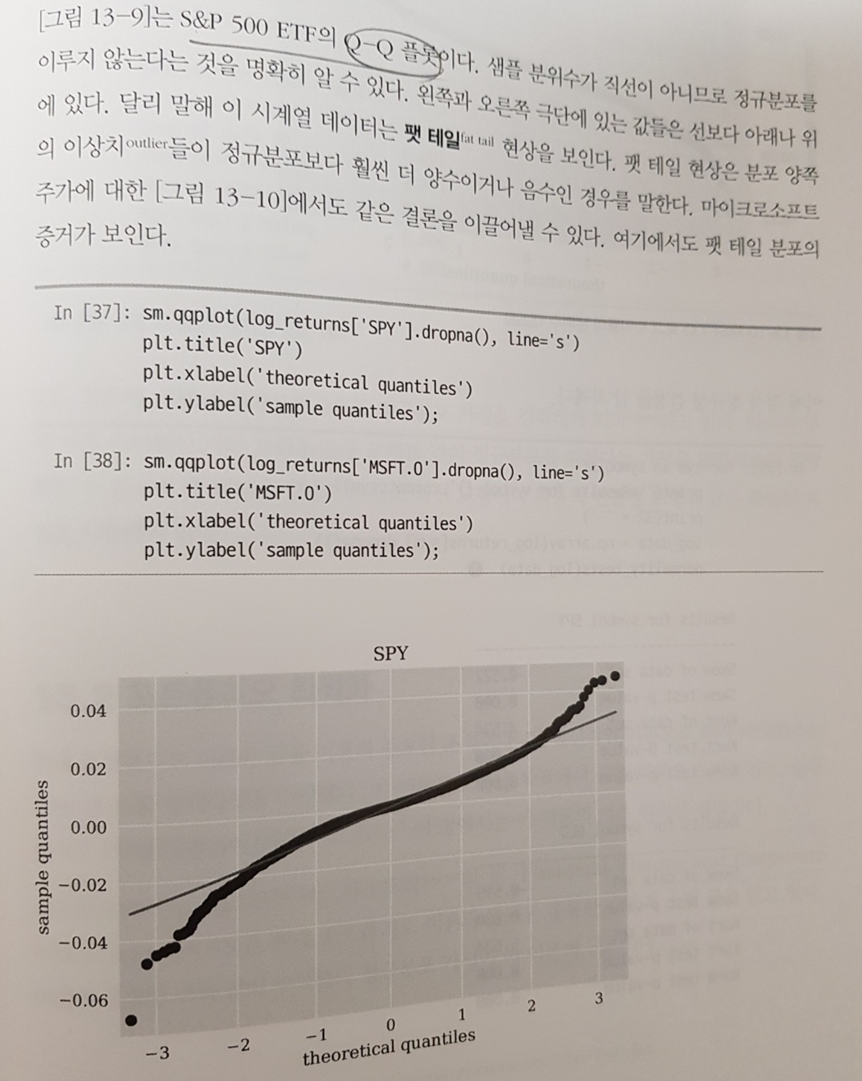 [그림 13-9]는 S&P 500 ETF의 Q-Q 플롯이다. 샘플 분위수가 직선이 아니므로 정규분포를
이루지 않는다는 것을 명확히 알 수 있다. 왼쪽과 오른쪽 극단에 있는 값들은 선보다 아래나 위
에 있다. 달리 말해 이 시계열 데이터는 팻 테일fat tail 현상을 보인다. 팻 테일 현상은 분포 양쪽
의 이상치outlier들이 정규분포보다 훨씬 더 양수이거나 음수인 경우를 말한다. 마이크로소프트
주가에 대한 [그림 13-10]에서도 같은 결론을 이끌어낼 수 있다. 여기에서도 팻 테일 분포의
증거가 보인다.
In [37]: sm.qqplot(log_returns['SPY'].dropna(), line='s')
plt.title('SPY')
plt.xlabel('theoretical quantiles')
plt.ylabel('sample quantiles');
In [38]: sm.qqplot(log_returns['MSFT.O'].dropna(), line='s')
plt.title('MSFT.O')
plt.xlabel('theoretical quantiles')
plt.ylabel('sample quantiles');
SPY
0.04
0.02
0.00
−0.02
−0.04
−0.06
sample quantiles
−3 −2 −1 0 1 2 3
theoretical quantiles